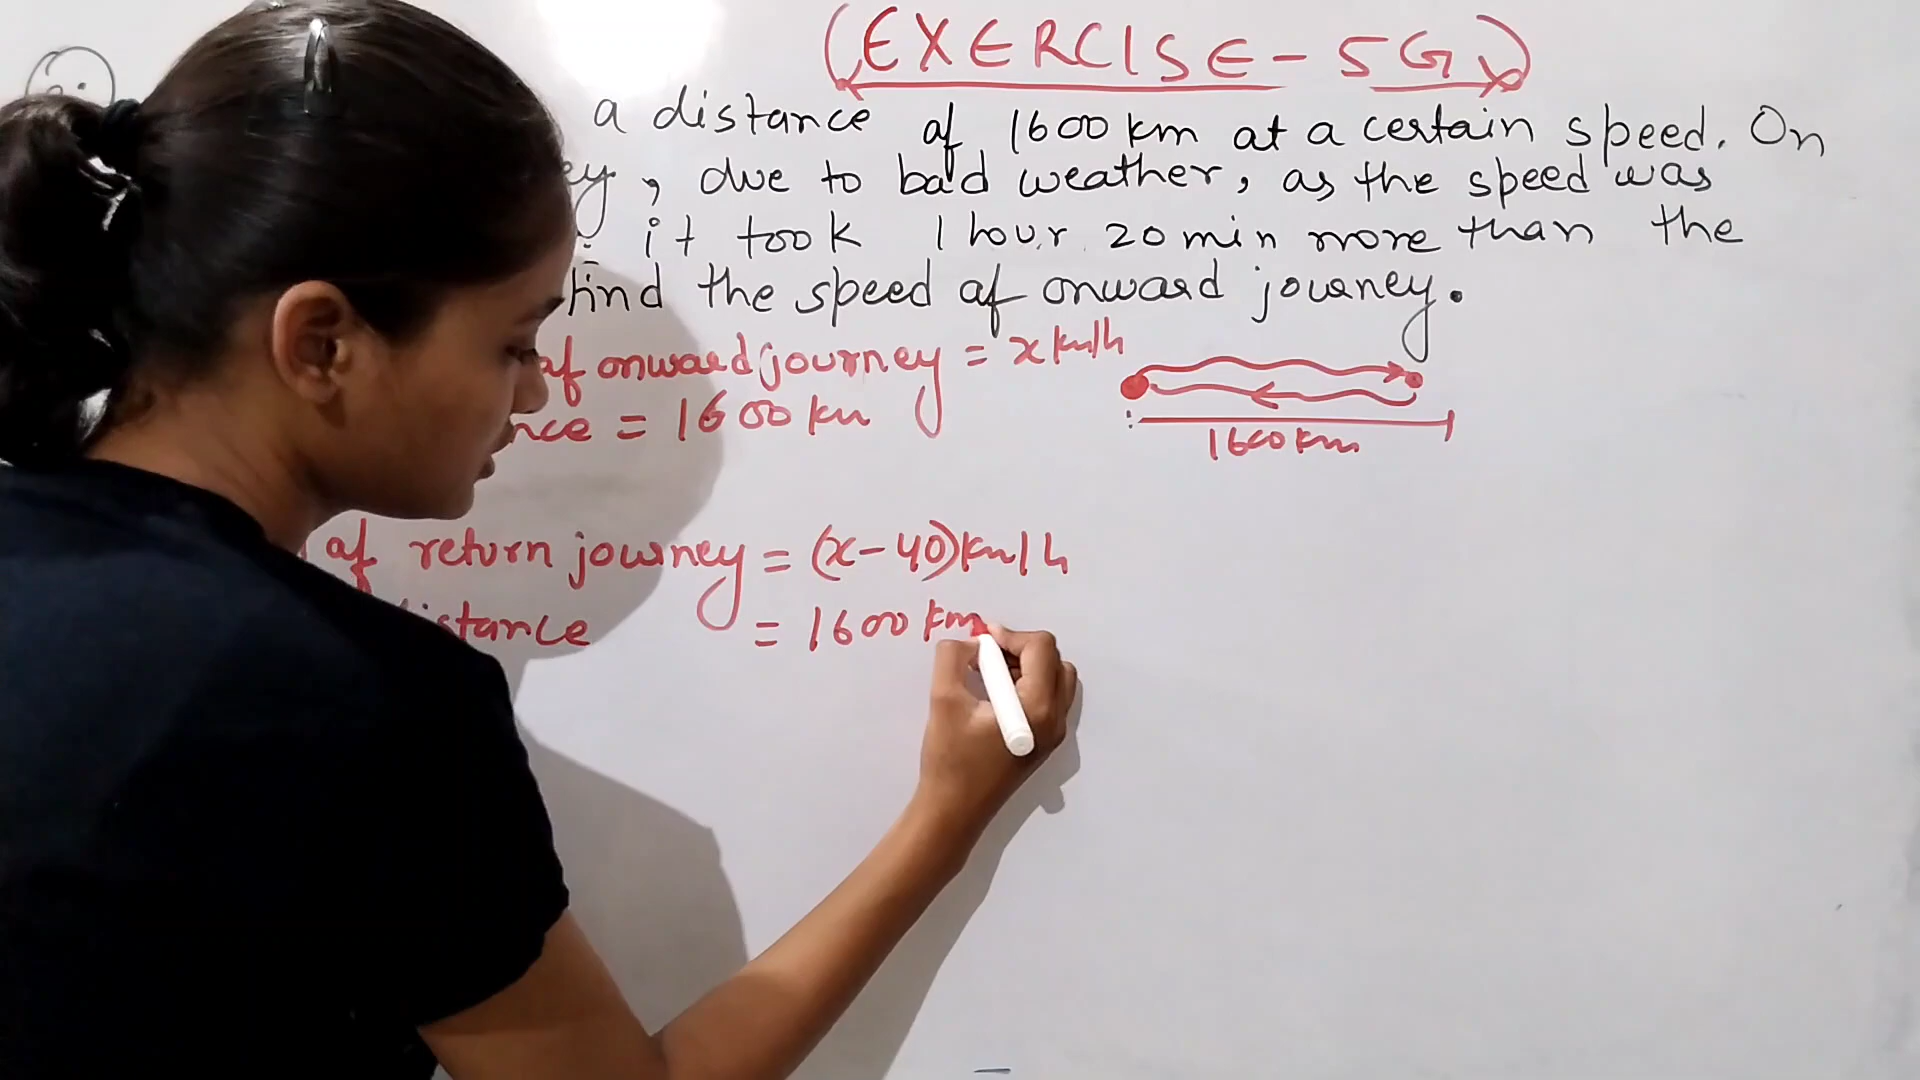 (EXERCISE - 5G)
a distance of 1600 km at a certain speed. On
ey, due to bad weather, as the speed was
it took 1 hour 20 min more than the
find the speed of onward journey.
of onward journey = x km/h
nce = 1600 km
1600 km
of return journey = (x - 40) km/h
istance = 1600 km